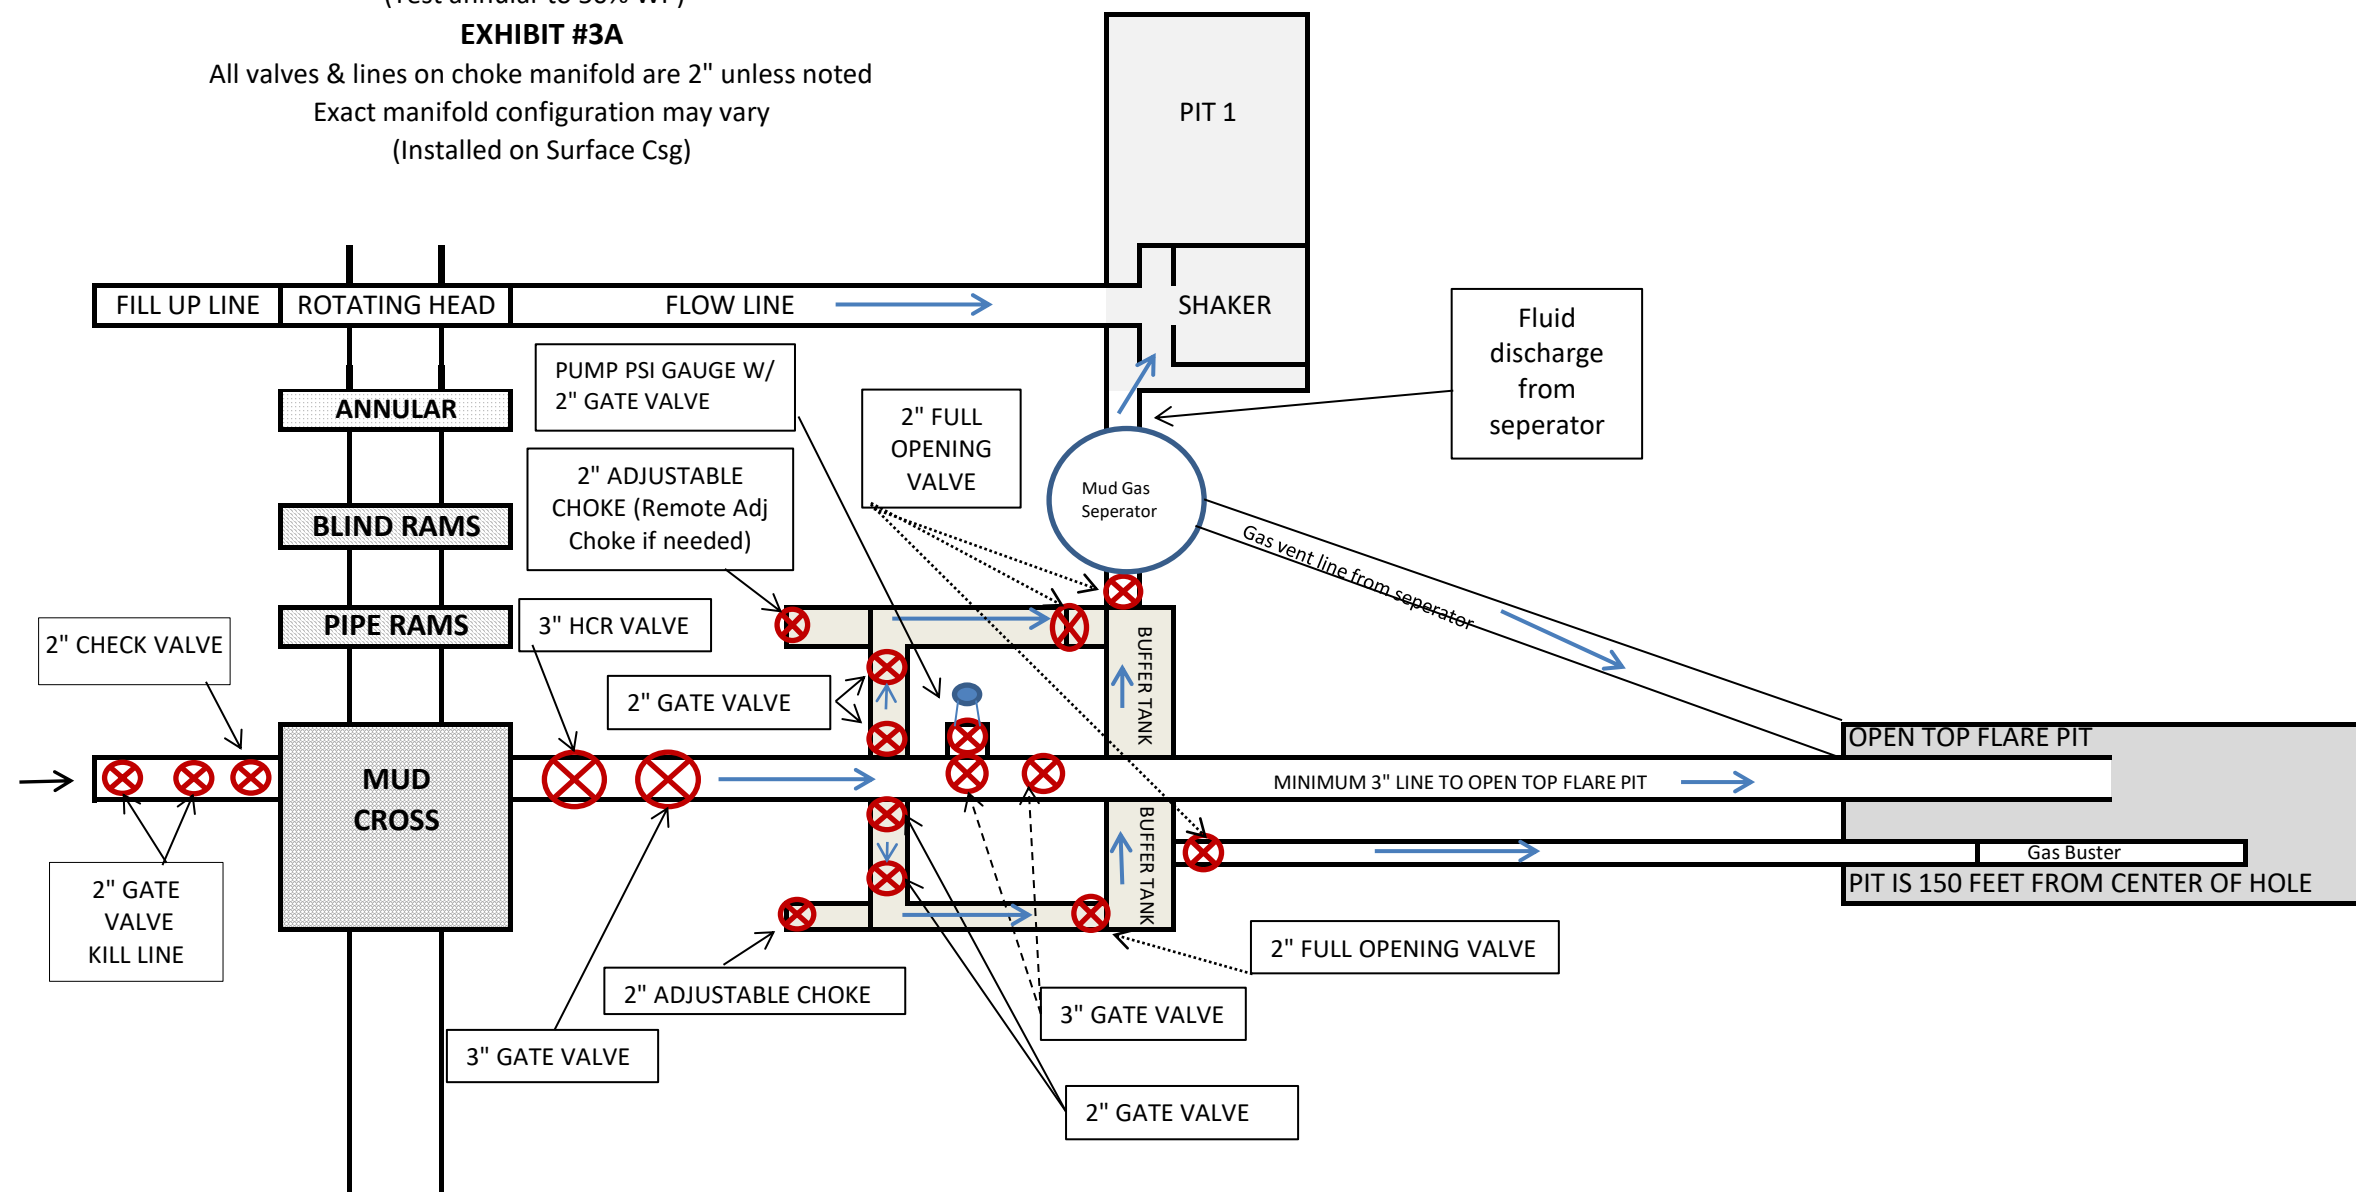 EXHIBIT #3A
All valves & lines on choke manifold are 2" unless noted
Exact manifold configuration may vary
(Installed on Surface Csg)
PIT 1
FILL UP LINE
ROTATING HEAD
FLOW LINE
SHAKER
Fluid
discharge
from
seperator
PUMP PSI GAUGE W/
2" GATE VALVE
ANNULAR
2" FULL
OPENING
VALVE
2" ADJUSTABLE
CHOKE (Remote Adj
Choke if needed)
Mud Gas
Seperator
BLIND RAMS
Gas vent line from seperator
PIPE RAMS
3" HCR VALVE
2" CHECK VALVE
2" GATE VALVE
BUFFER TANK
OPEN TOP FLARE PIT
MUD
CROSS
MINIMUM 3" LINE TO OPEN TOP FLARE PIT
BUFFER TANK
Gas Buster
PIT IS 150 FEET FROM CENTER OF HOLE
2" GATE
VALVE
KILL LINE
2" FULL OPENING VALVE
2" ADJUSTABLE CHOKE
3" GATE VALVE
3" GATE VALVE
2" GATE VALVE